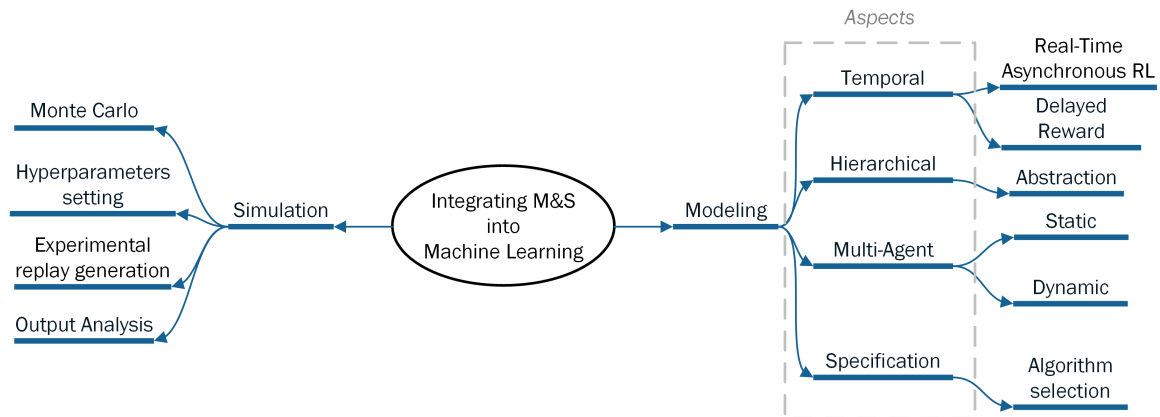 Aspects
Monte Carlo
Hyperparameters
setting
Experimental
replay generation
Output Analysis
Simulation
Integrating M&S
into
Machine Learning
Modeling
Temporal
Hierarchical
Multi-Agent
Specification
Real-Time
Asynchronous RL
Delayed
Reward
Abstraction
Static
Dynamic
Algorithm
selection